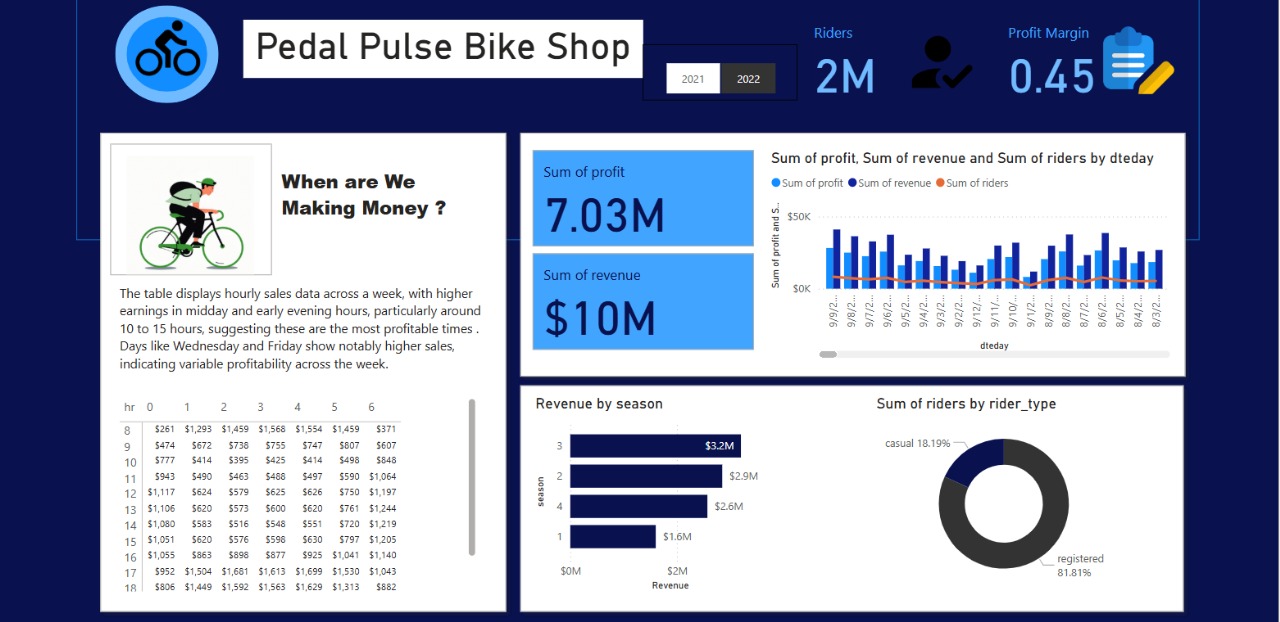 Pedal Pulse Bike Shop
2021 2022
Riders
2M
Profit Margin
0.45
When are We
Making Money ?
The table displays hourly sales data across a week, with higher
earnings in midday and early evening hours, particularly around
10 to 15 hours, suggesting these are the most profitable times .
Days like Wednesday and Friday show notably higher sales,
indicating variable profitability across the week.
hr 0 1 2 3 4 5 6
8 $261 $1,293 $1,459 $1,568 $1,554 $1,459 $371
9 $474 $672 $738 $755 $747 $807 $607
10 $777 $414 $395 $425 $414 $498 $848
11 $943 $490 $463 $488 $497 $590 $1,064
12 $1,117 $624 $579 $625 $626 $750 $1,197
13 $1,106 $620 $573 $600 $620 $761 $1,244
14 $1,080 $583 $516 $548 $551 $720 $1,219
15 $1,051 $620 $576 $598 $630 $797 $1,205
16 $1,055 $863 $898 $877 $925 $1,041 $1,140
17 $952 $1,504 $1,681 $1,613 $1,699 $1,530 $1,043
18 $806 $1,449 $1,592 $1,563 $1,629 $1,313 $882
Sum of profit
7.03M
Sum of revenue
$10M
Sum of profit, Sum of revenue and Sum of riders by dteday
Sum of profit Sum of revenue Sum of riders
Sum of profit and S...
$50K
$0K
9/9/2... 9/8/2... 9/7/2... 9/6/2... 9/5/2... 9/4/2... 9/3/2... 9/2/2... 9/12/... 9/11/... 9/10/... 9/1/2... 8/9/2... 8/8/2... 8/7/2... 8/6/2... 8/5/2... 8/4/2... 8/3/2...
dteday
Revenue by season
season
3 $3.2M
2 $2.9M
4 $2.6M
1 $1.6M
$0M $2M
Revenue
Sum of riders by rider_type
casual 18.19%
registered
81.81%